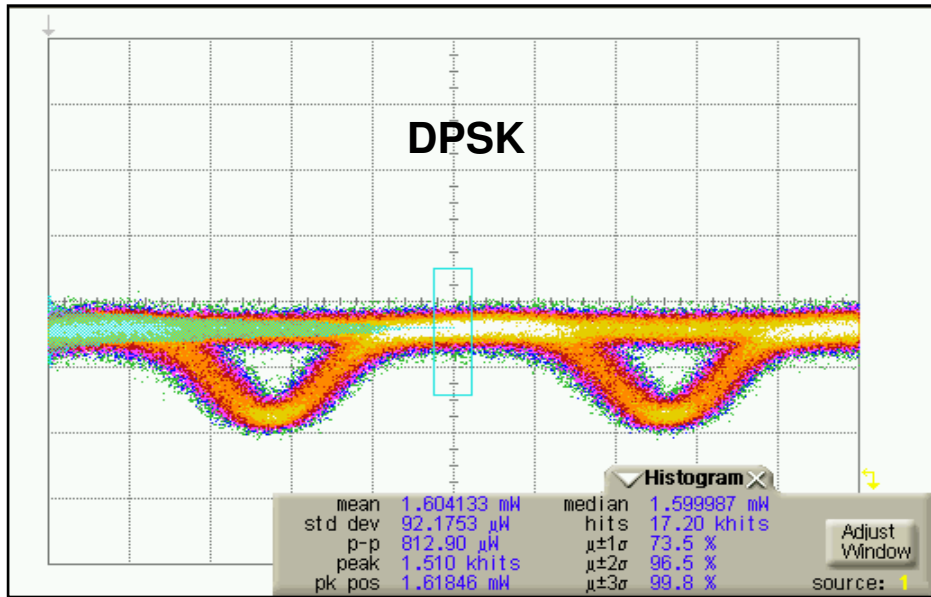 DPSK
Histogram
mean 1.604133 mW median 1.599987 mW
std dev 92.1753 µW hits 17.20 khits
p-p 812.90 µW µ±1σ 73.5 %
peak 1.510 khits µ±2σ 96.5 %
pk pos 1.61846 mW µ±3σ 99.8 %
Adjust
Window
source: 1